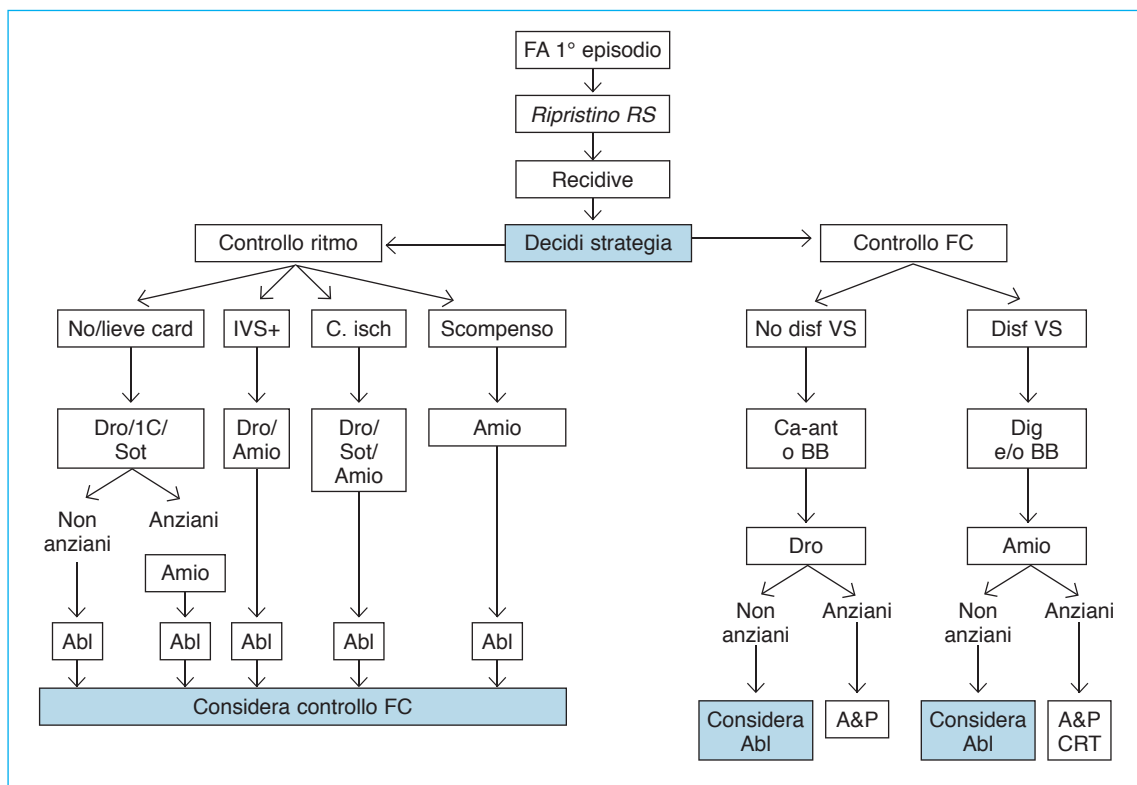 FA 1° episodio
Ripristino RS
Recidive
Controllo ritmo
Decidi strategia
Controllo FC
No/lieve card
IVS+
C. isch
Scompenso
No disf VS
Disf VS
Dro/1C/
Sot
Dro/
Amio
Dro/
Sot/
Amio
Amio
Ca-ant
o BB
Dig
e/o BB
Non
anziani
Anziani
Amio
Dro
Amio
Non
anziani
Anziani
Non
anziani
Anziani
Abl
Abl
Abl
Abl
Abl
Considera controllo FC
Considera
Abl
A&P
Considera
Abl
A&P
CRT